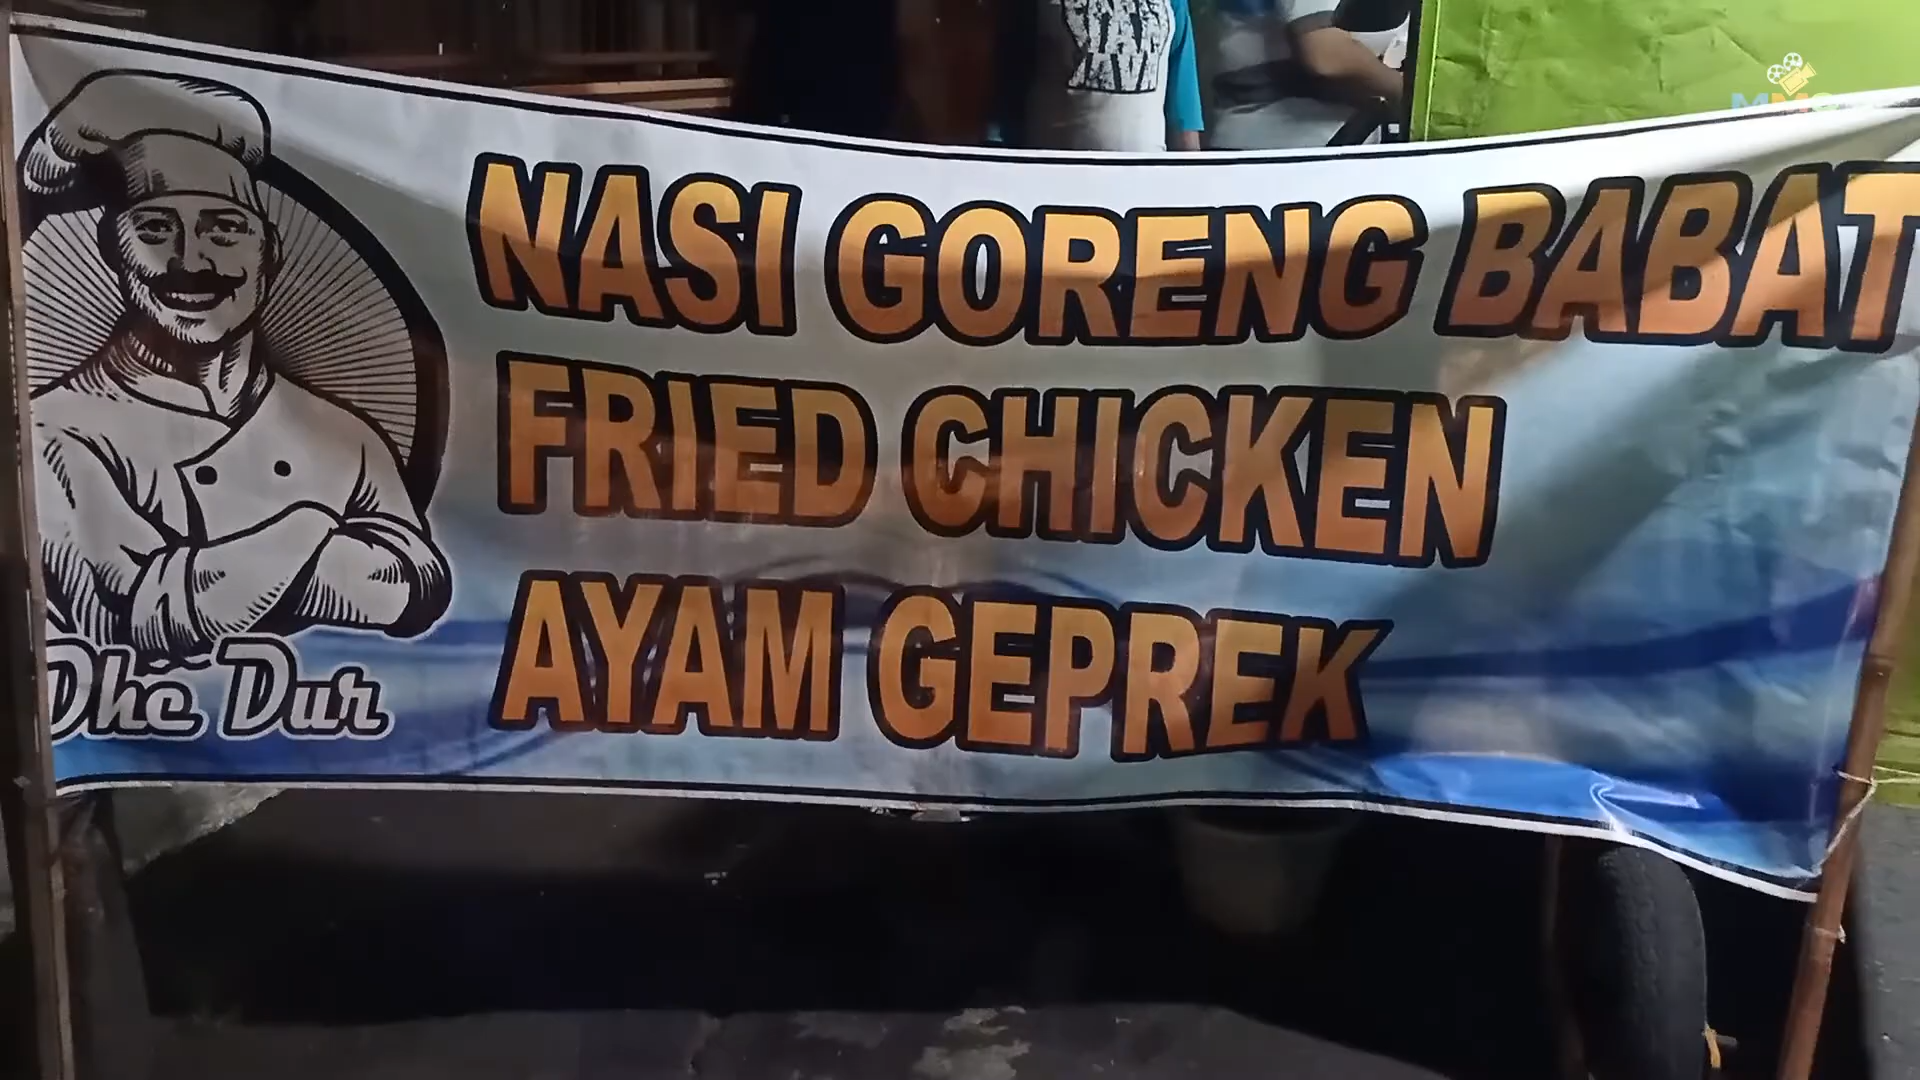 NASI GORENG BABAT
FRIED CHICKEN
AYAM GEPREK
Dhe Dur